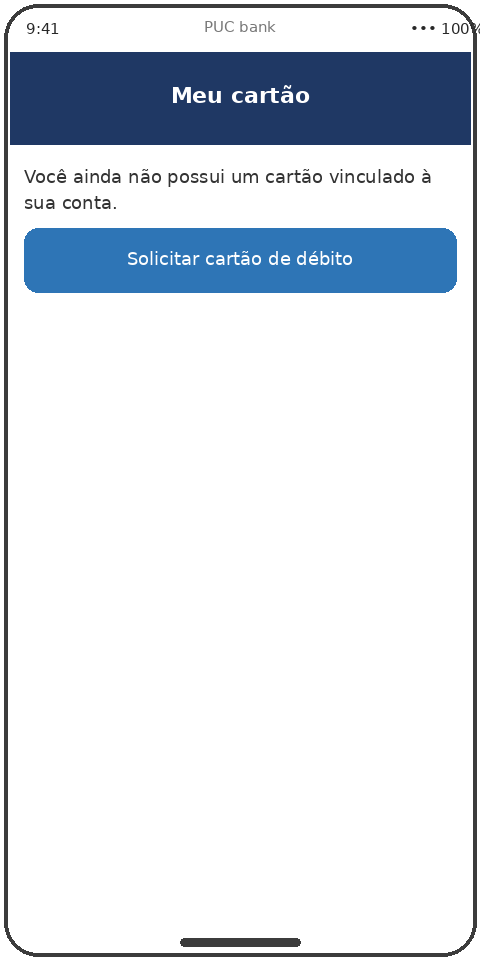 9:41 PUC bank ••• 100%
Meu cartão
Você ainda não possui um cartão vinculado à
sua conta.
Solicitar cartão de débito